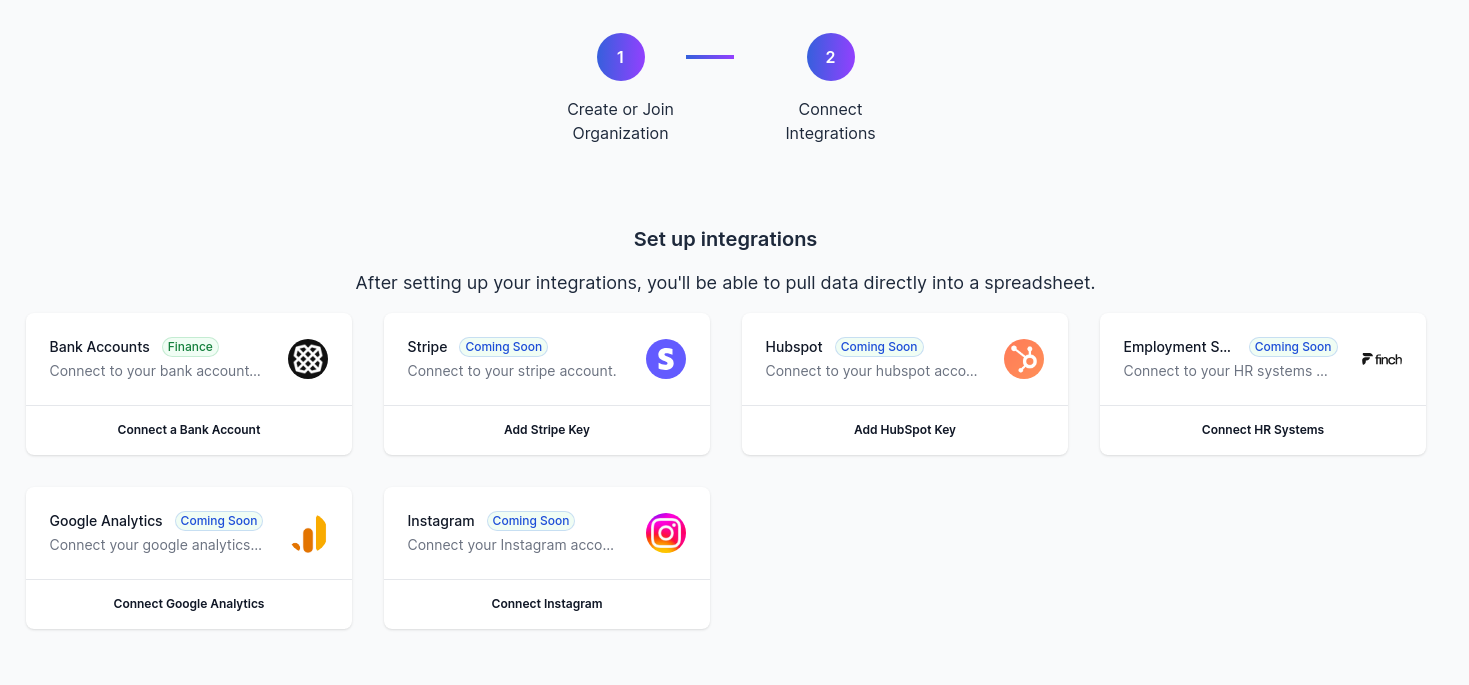 1
2
Create or Join
Organization
Connect
Integrations
Set up integrations
After setting up your integrations, you'll be able to pull data directly into a spreadsheet.
Bank Accounts Finance
Connect to your bank account...
Connect a Bank Account
Stripe Coming Soon
Connect to your stripe account.
Add Stripe Key
Hubspot Coming Soon
Connect to your hubspot acco...
Add HubSpot Key
Employment S... Coming Soon
Connect to your HR systems ...
finch
Connect HR Systems
Google Analytics Coming Soon
Connect your google analytics...
Connect Google Analytics
Instagram Coming Soon
Connect your Instagram acco...
Connect Instagram